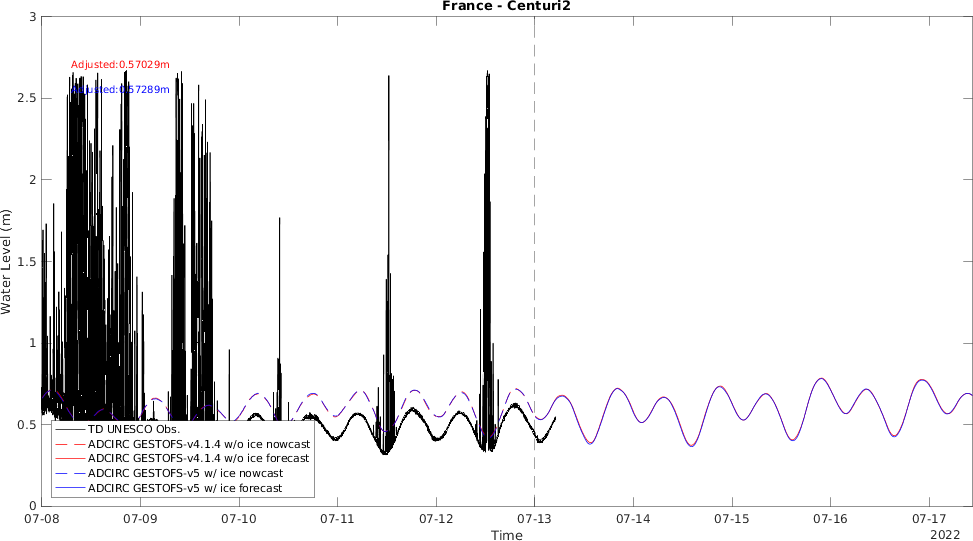 France - Centuri2
Adjusted:0.57029m
Adjusted:0.57289m
3
2.5
2
1.5
1
0.5
0
Water Level (m)
TD UNESCO Obs.
ADCIRC GESTOFS-v4.1.4 w/o ice nowcast
ADCIRC GESTOFS-v4.1.4 w/o ice forecast
ADCIRC GESTOFS-v5 w/ ice nowcast
ADCIRC GESTOFS-v5 w/ ice forecast
07-08 07-09 07-10 07-11 07-12 07-13 07-14 07-15 07-16 07-17
Time
2022